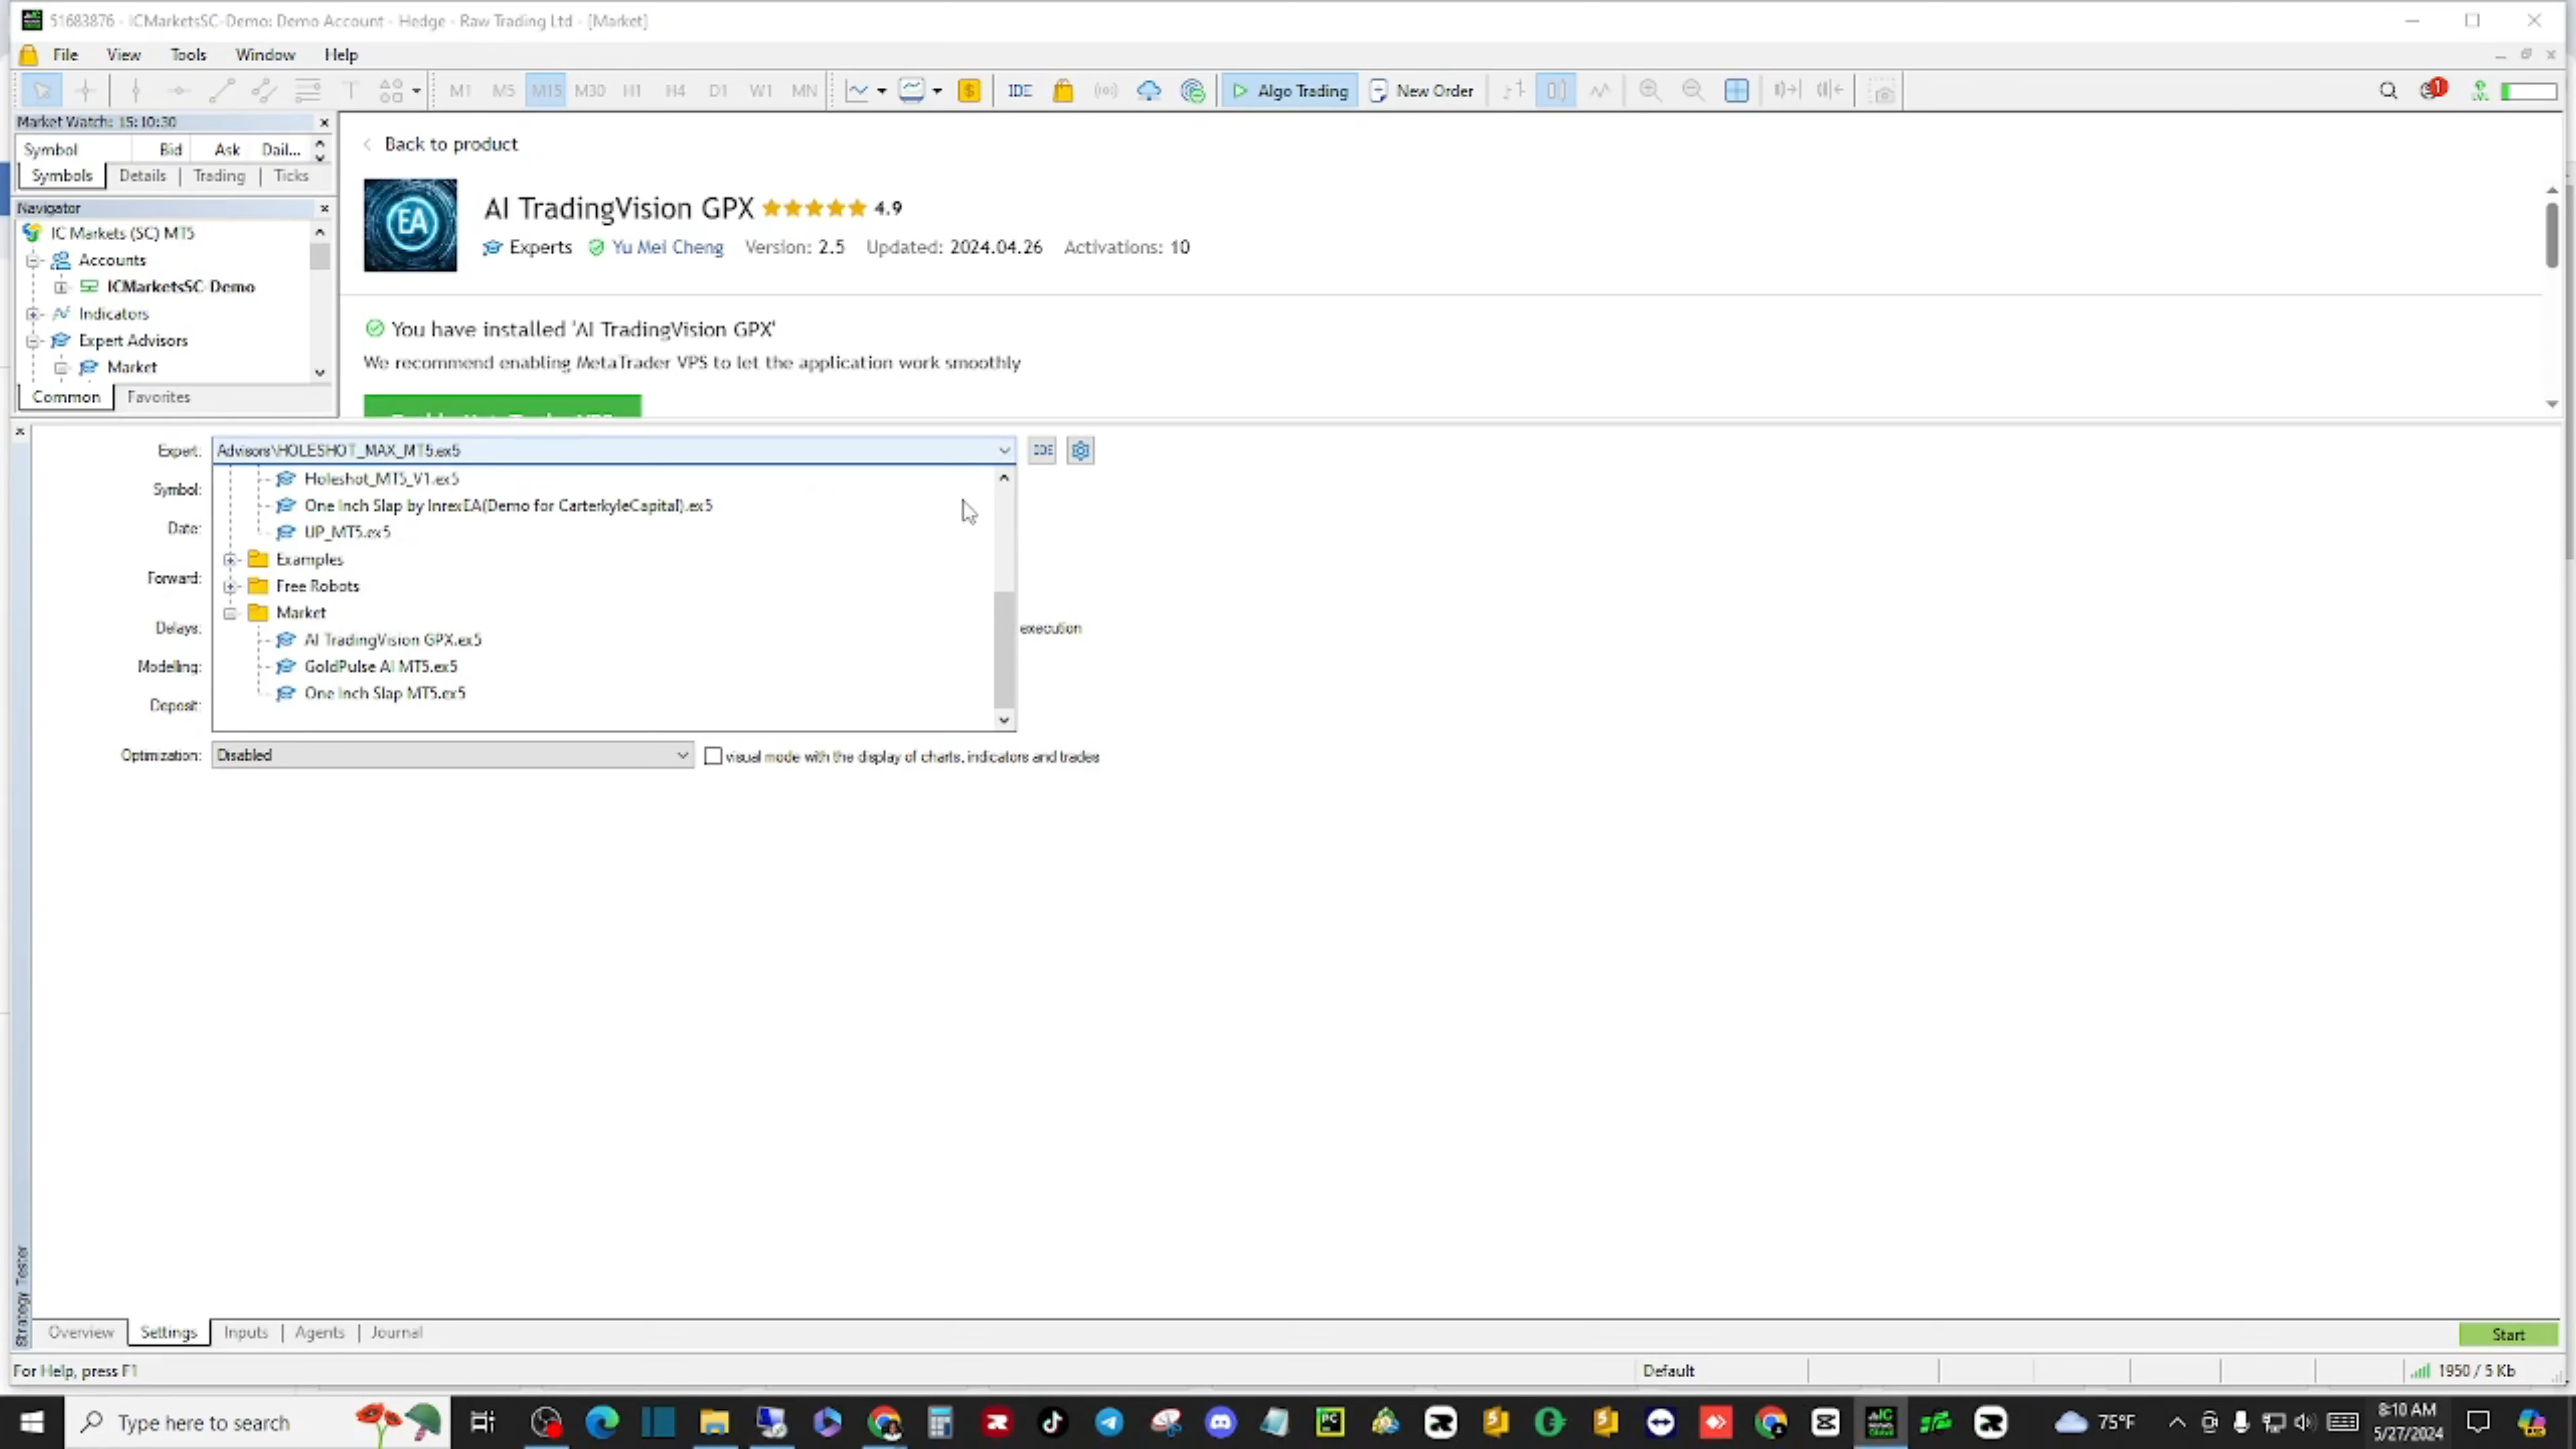 51683876 - ICMarketsSC-Demo: Demo Account - Hedge - Raw Trading Ltd - [Market]
File View Tools Window Help
M1 M5 M15 M30 H1 H4 D1 W1 MN IDE Algo Trading New Order 1
Market Watch: 15:10:30
Symbol Bid Ask Dail...
Symbols Details Trading Ticks
Navigator
IC Markets (SC) MT5
Accounts
ICMarketsSC-Demo
Indicators
Expert Advisors
Market
Common Favorites
Back to product
EA
AI TradingVision GPX 4.9
Experts Yu Mei Cheng Version: 2.5 Updated: 2024.04.26 Activations: 10
You have installed 'AI TradingVision GPX'
We recommend enabling MetaTrader VPS to let the application work smoothly
Expert: Advisors\HOLESHOT_MAX_MT5.ex5 IDE
Holeshot_MT5_V1.ex5
Symbol:
One Inch Slap by InrexEA(Demo for CarterkyleCapital).ex5
Date: UP_MT5.ex5
Examples
Forward: Free Robots
Market
Delays: execution
AI TradingVision GPX.ex5
Modelling: GoldPulse AI MT5.ex5
One Inch Slap MT5.ex5
Deposit:
Optimization: Disabled visual mode with the display of charts, indicators and trades
Strategy Tester
Overview Settings Inputs Agents Journal Start
For Help, press F1 Default 1950 / 5 Kb
Type here to search 75°F 8:10 AM
5/27/2024